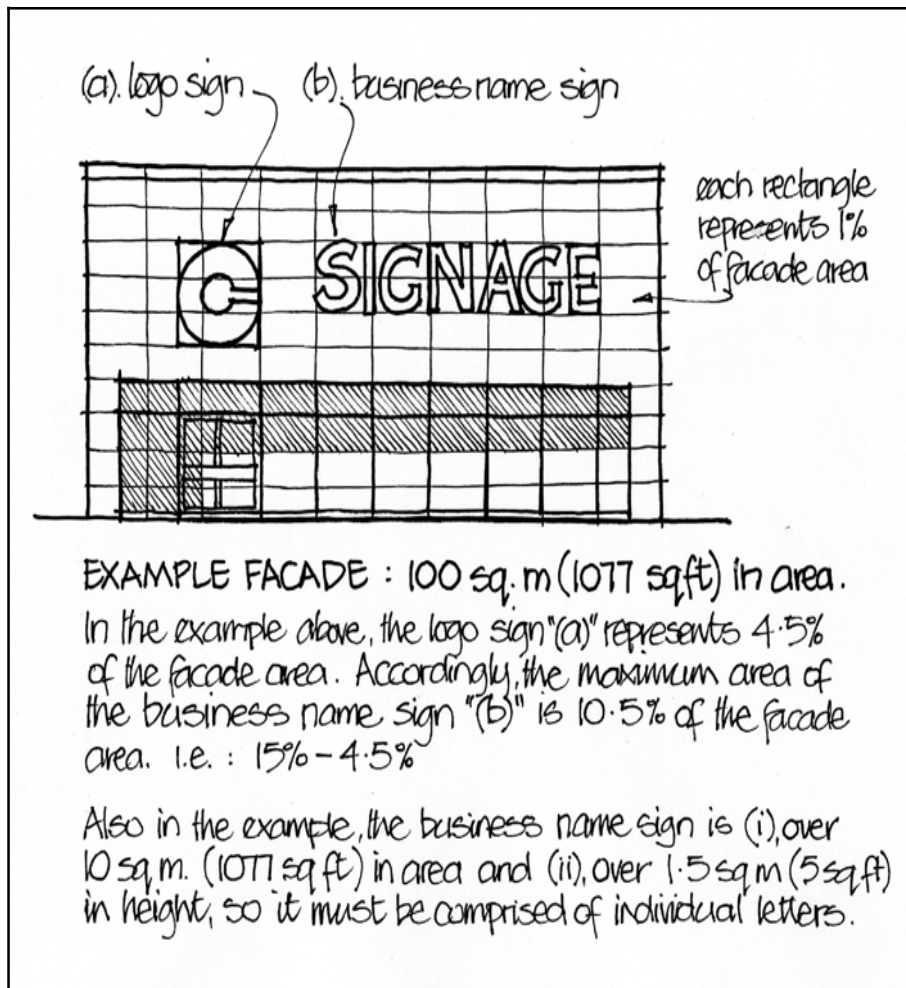 (a). logo sign (b). business name sign
each rectangle
represents 1%
of facade area
C SIGNAGE
EXAMPLE FACADE : 100 sq. m (1077 sq ft) in area.
In the example above, the logo sign "(a)" represents 4.5%
of the facade area. Accordingly, the maximum area of
the business name sign "(b)" is 10.5% of the facade
area. i.e. : 15% - 4.5%
Also in the example, the business name sign is (i), over
10 sq m. (1077 sq ft) in area and (ii), over 1.5 sq m (5 sq ft)
in height, so it must be comprised of individual letters.